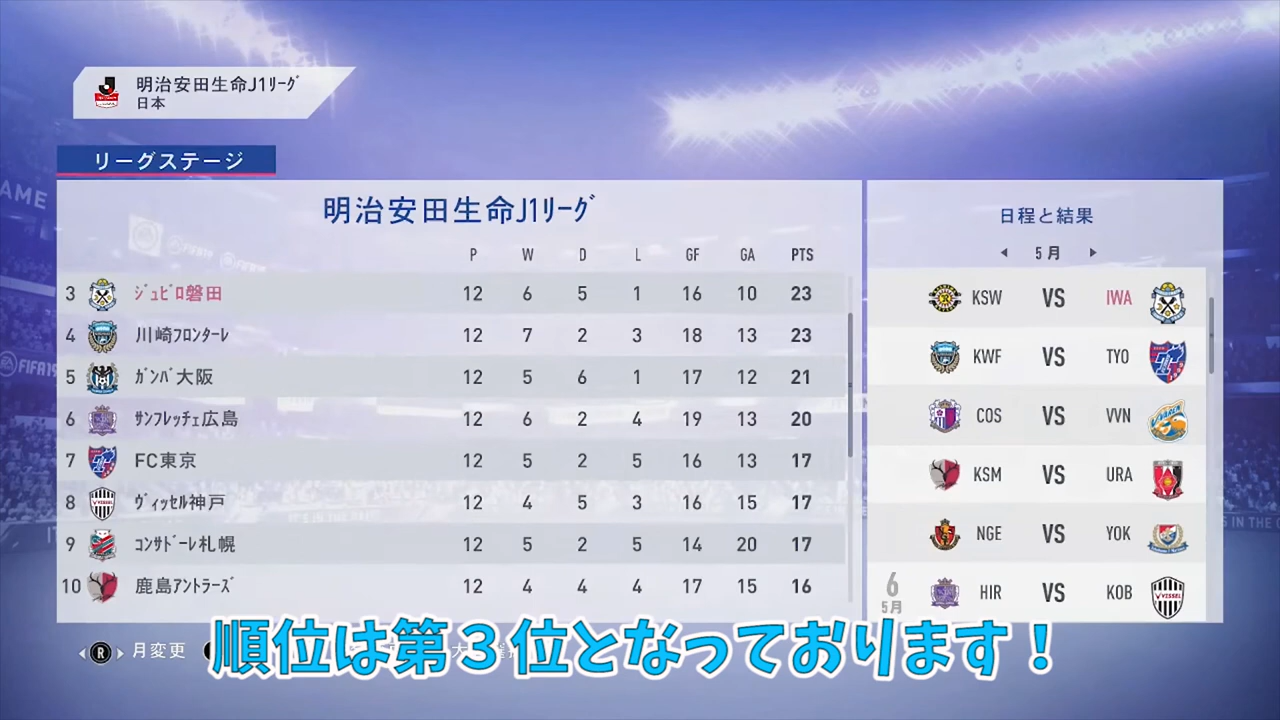 明治安田生命J1ﾘｰｸﾞ
日本
リーグステージ
明治安田生命J1ﾘｰｸﾞ
P W D L GF GA PTS
3 ｼﾞｭﾋﾞﾛ磐田 12 6 5 1 16 10 23
4 川崎ﾌﾛﾝﾀｰﾚ 12 7 2 3 18 13 23
5 ｶﾞﾝﾊﾞ大阪 12 5 6 1 17 12 21
6 ｻﾝﾌﾚｯﾁｪ広島 12 6 2 4 19 13 20
7 FC東京 12 5 2 5 16 13 17
8 ヴｨｯｾﾙ神戸 12 4 5 3 16 15 17
9 ｺﾝｻﾄﾞｰﾚ札幌 12 5 2 5 14 20 17
10 鹿島ｱﾝﾄﾗｰｽﾞ 12 4 4 4 17 15 16
日程と結果
5月
KSW VS IWA
KWF VS TYO
COS VS VVN
KSM VS URA
NGE VS YOK
6
5月
HIR VS KOB
R 月変更
順位は第３位となっております！
AME
FIFA19